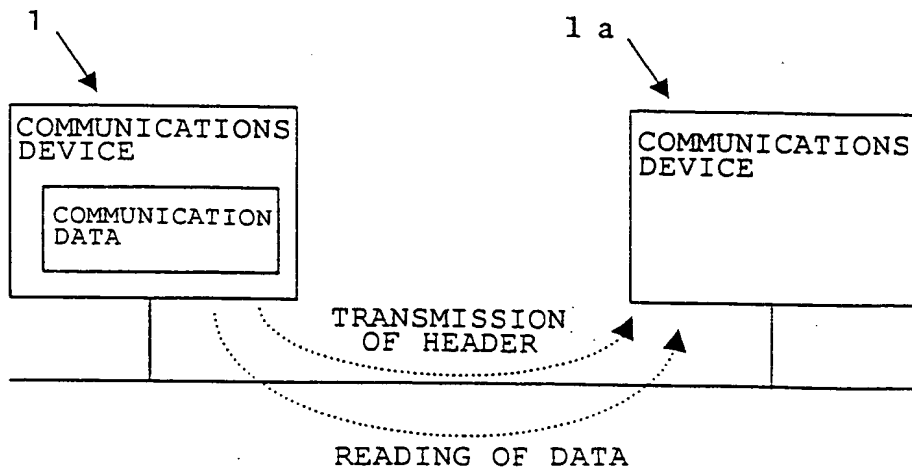 1
1 a
COMMUNICATIONS
DEVICE
COMMUNICATION
DATA
COMMUNICATIONS
DEVICE
TRANSMISSION
OF HEADER
READING OF DATA